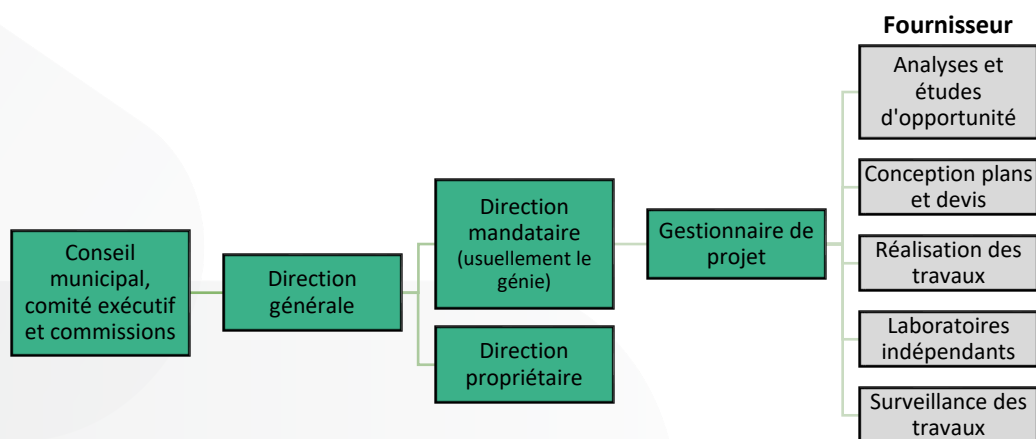 Fournisseur
Analyses et
études
d'opportunité
Conception plans
et devis
Réalisation des
travaux
Laboratoires
indépendants
Surveillance des
travaux
Conseil
municipal,
comité exécutif
et commissions
Direction
générale
Direction
mandataire
(usuellement le
génie)
Direction
propriétaire
Gestionnaire de
projet